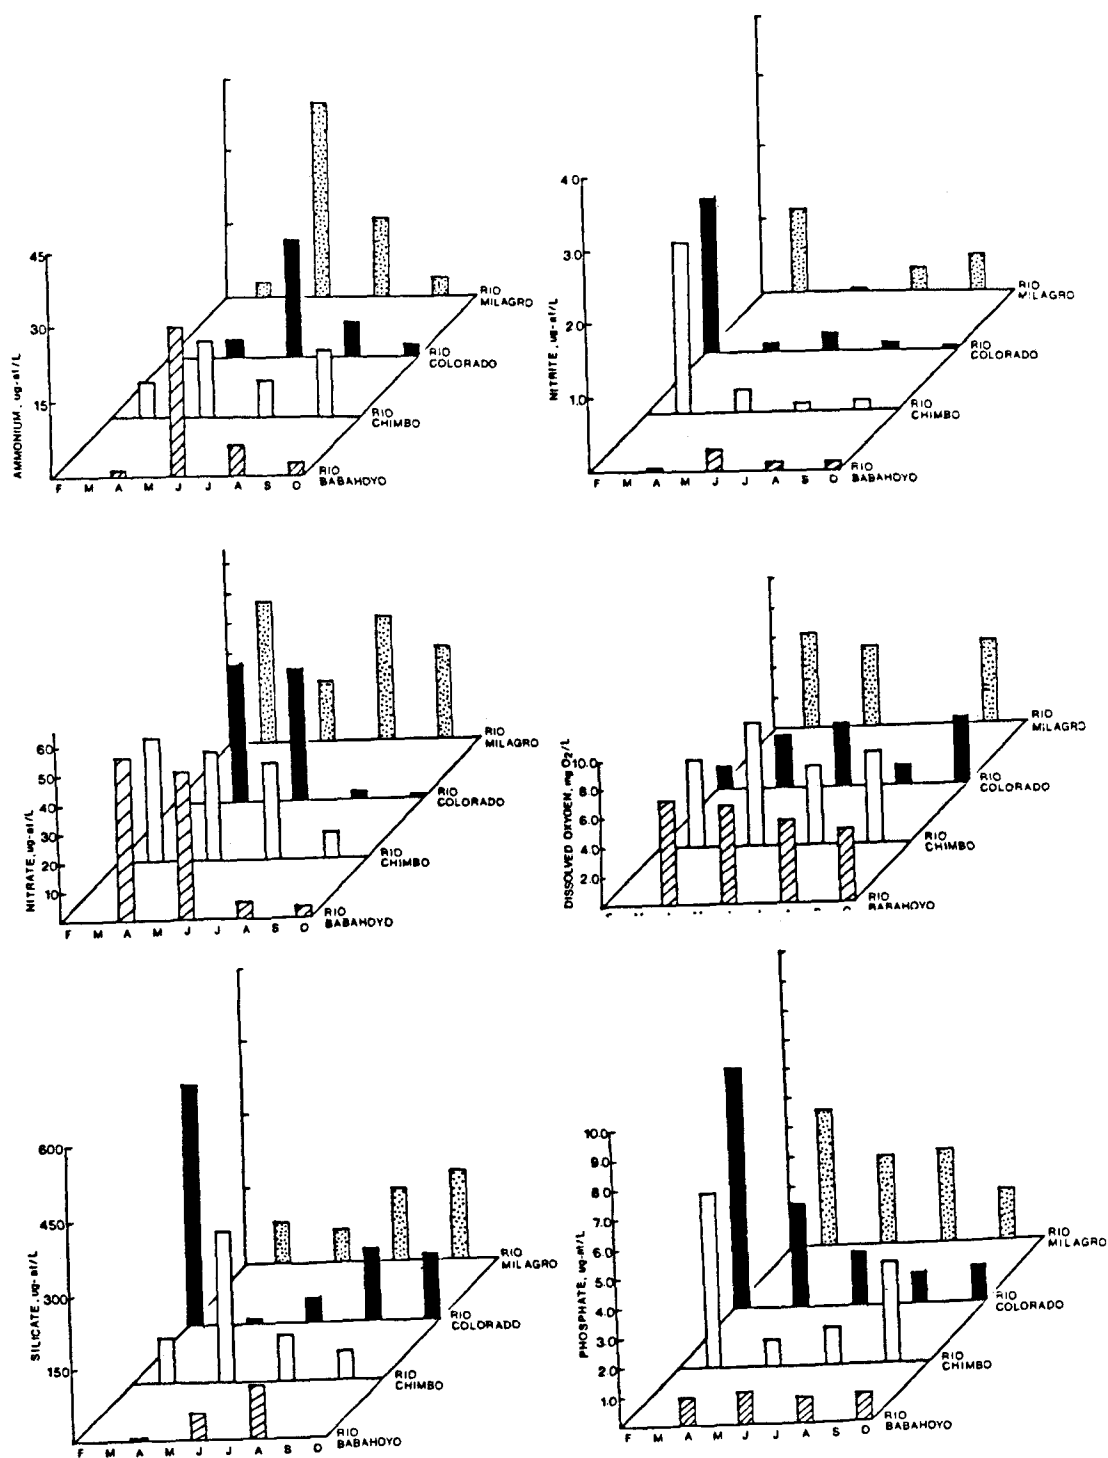 45
30
15
AMMONIUM, ug-at/L
F M A M J J A S O
RIO
MILAGRO
RIO
COLORADO
RIO
CHIMBO
RIO
BABAHOYO
4.0
3.0
2.0
1.0
NITRITE, ug-at/L
F M A M J J A S O
RIO
MILAGRO
RIO
COLORADO
RIO
CHIMBO
RIO
BABAHOYO
60
50
40
30
20
10
NITRATE, ug-at/L
F M A M J J A S O
RIO
MILAGRO
RIO
COLORADO
RIO
CHIMBO
RIO
BABAHOYO
10.0
8.0
6.0
4.0
2.0
DISSOLVED OXYGEN, mg O2/L
RIO
MILAGRO
RIO
COLORADO
RIO
CHIMBO
RIO
BABAHOYO
600
450
300
150
SILICATE, ug-at/L
F M A M J J A S O
RIO
MILAGRO
RIO
COLORADO
RIO
CHIMBO
RIO
BABAHOYO
10.0
9.0
8.0
7.0
6.0
5.0
4.0
3.0
2.0
1.0
PHOSPHATE, ug-at/L
F M A M J J A S O
RIO
MILAGRO
RIO
COLORADO
RIO
CHIMBO
RIO
BABAHOYO